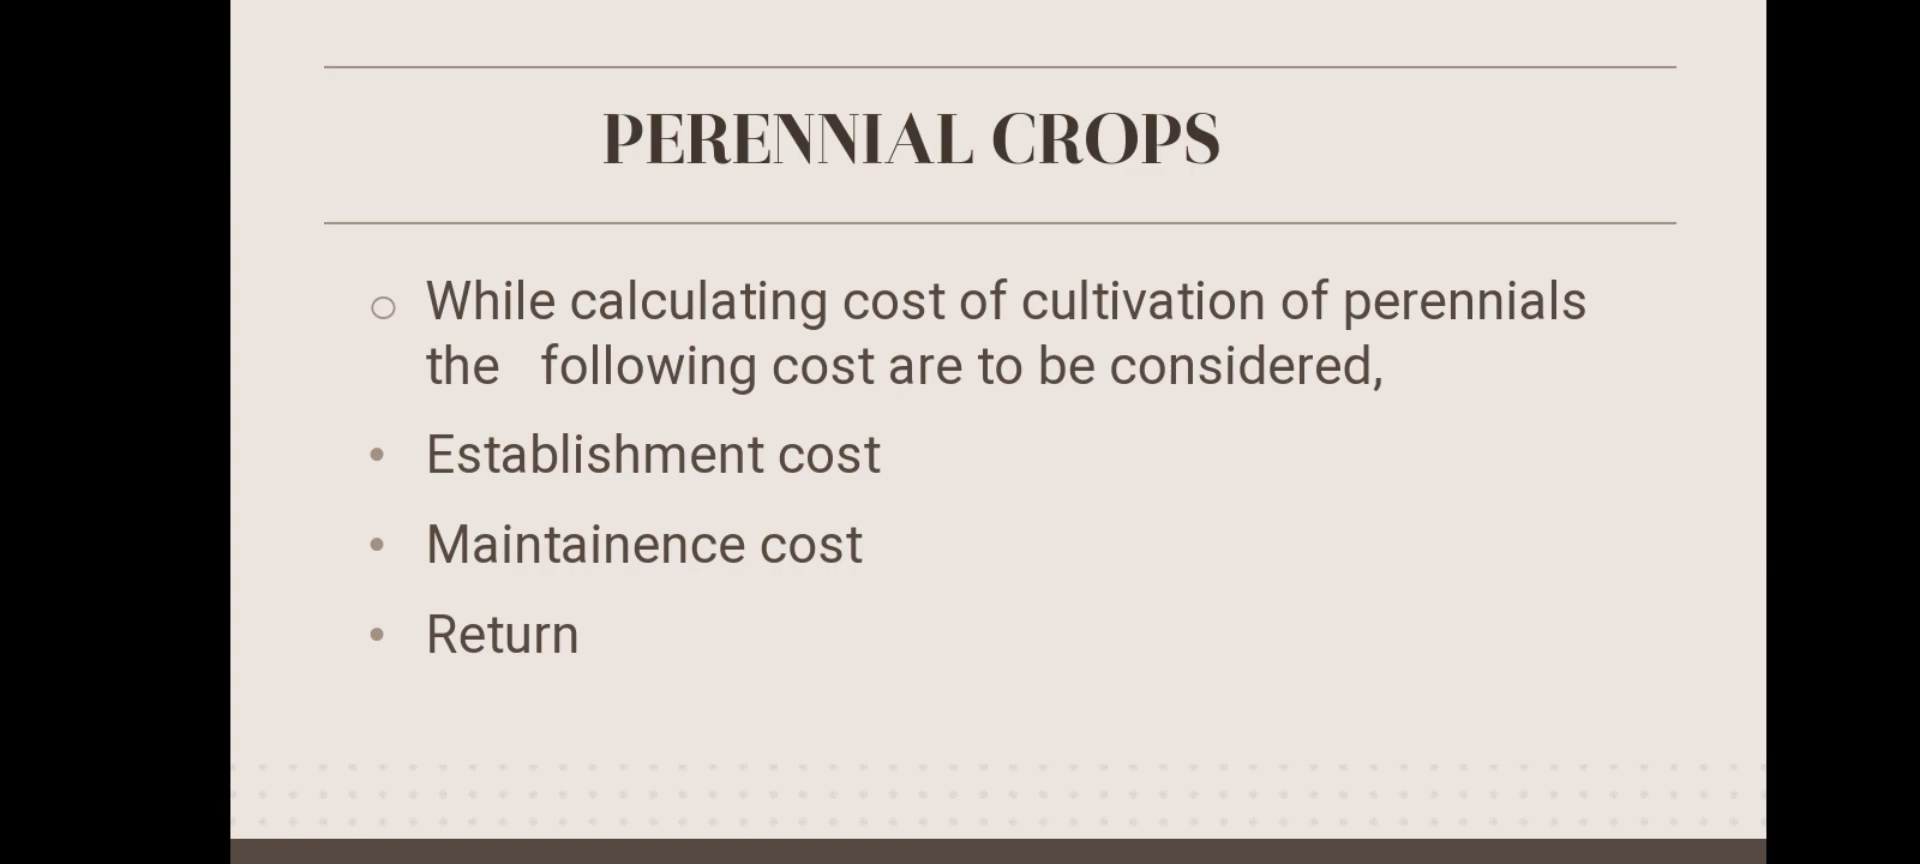 PERENNIAL CROPS
While calculating cost of cultivation of perennials
the following cost are to be considered,
Establishment cost
Maintainence cost
Return